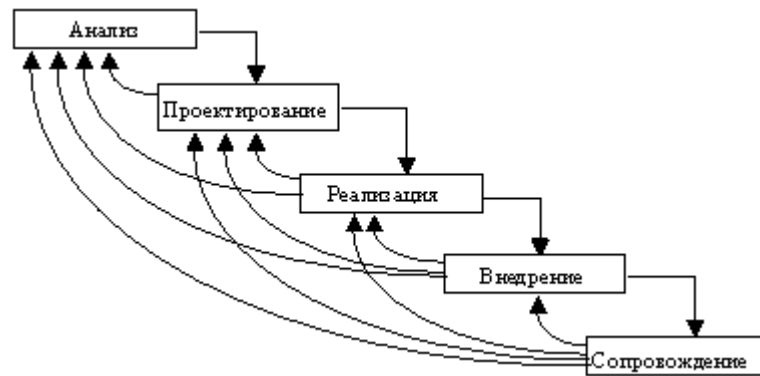 Анализ
Проектирование
Реализация
Внедрение
Сопровождение